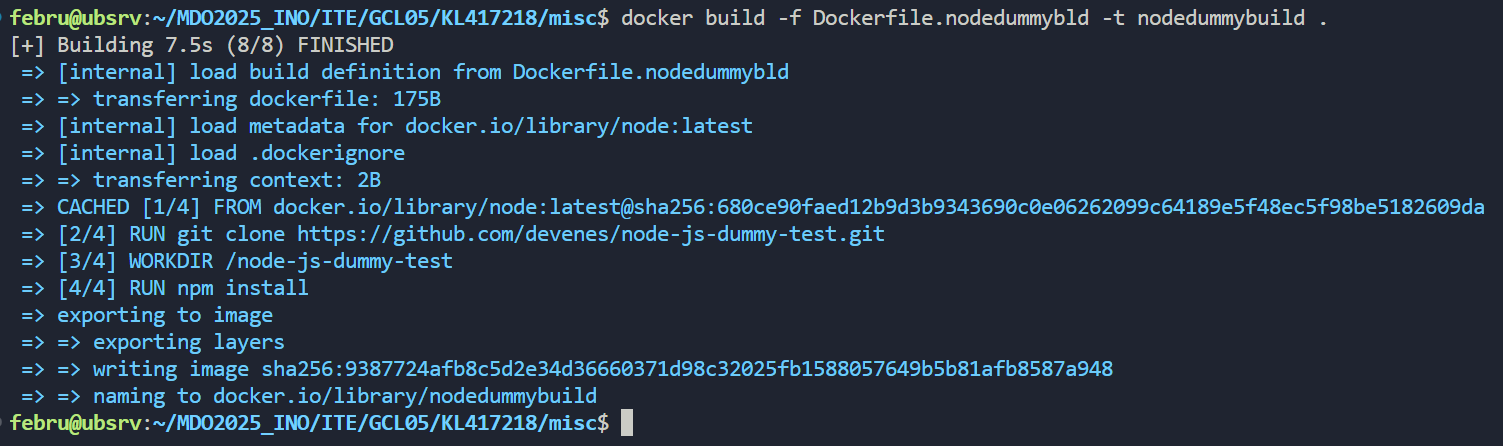 febru@ubsrv:~/MDO2025_INO/ITE/GCL05/KL417218/misc$ docker build -f Dockerfile.nodedummybld -t nodedummybuild .
[+] Building 7.5s (8/8) FINISHED
=> [internal] load build definition from Dockerfile.nodedummybld
=> => transferring dockerfile: 175B
=> [internal] load metadata for docker.io/library/node:latest
=> [internal] load .dockerignore
=> => transferring context: 2B
=> CACHED [1/4] FROM docker.io/library/node:latest@sha256:680ce90faed12b9d3b9343690c0e06262099c64189e5f48ec5f98be5182609da
=> [2/4] RUN git clone https://github.com/devenes/node-js-dummy-test.git
=> [3/4] WORKDIR /node-js-dummy-test
=> [4/4] RUN npm install
=> exporting to image
=> => exporting layers
=> => writing image sha256:9387724afb8c5d2e34d36660371d98c32025fb1588057649b5b81afb8587a948
=> => naming to docker.io/library/nodedummybuild
febru@ubsrv:~/MDO2025_INO/ITE/GCL05/KL417218/misc$